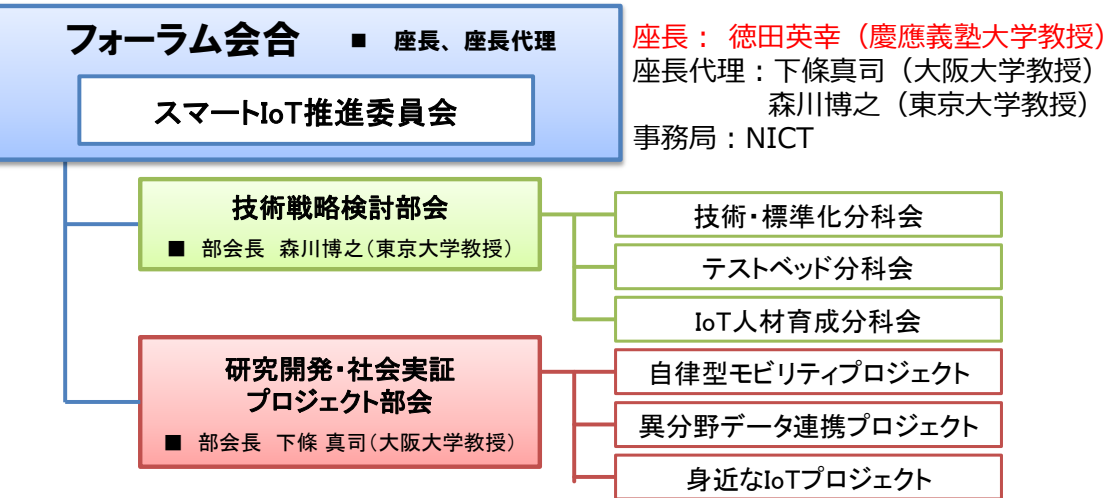 フォーラム会合 ■ 座長、座長代理
スマートIoT推進委員会
座長： 徳田英幸（慶應義塾大学教授）
座長代理：下條真司（大阪大学教授）
森川博之（東京大学教授）
事務局：NICT
技術戦略検討部会
■ 部会長 森川博之（東京大学教授）
技術・標準化分科会
テストベッド分科会
IoT人材育成分科会
研究開発・社会実証
プロジェクト部会
■ 部会長 下條 真司（大阪大学教授）
自律型モビリティプロジェクト
異分野データ連携プロジェクト
身近なIoTプロジェクト